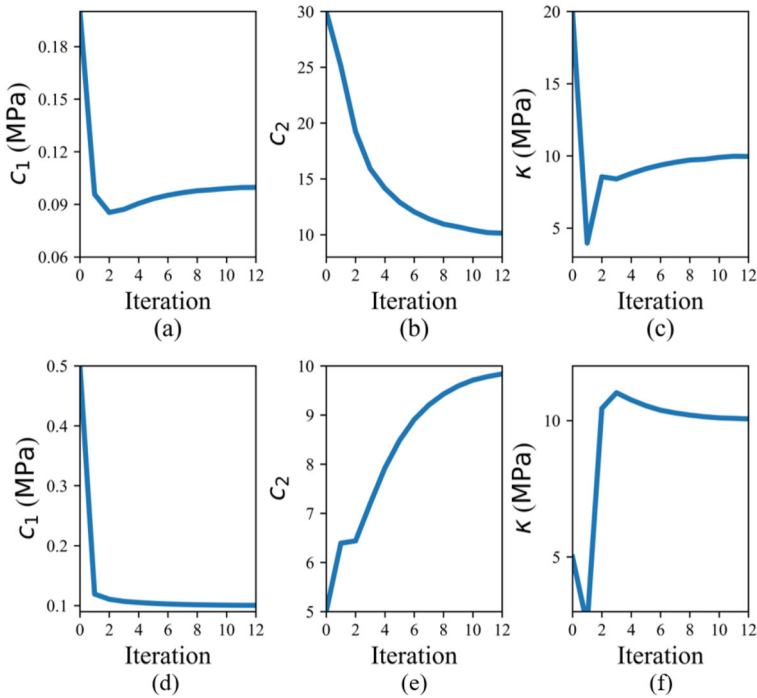 c₁ (MPa)
0.18
0.15
0.12
0.09
0.06
0 2 4 6 8 10 12
Iteration
(a)
c₂
30
25
20
15
10
0 2 4 6 8 10 12
Iteration
(b)
κ (MPa)
20
15
10
5
0 2 4 6 8 10 12
Iteration
(c)
c₁ (MPa)
0.5
0.4
0.3
0.2
0.1
0 2 4 6 8 10 12
Iteration
(d)
c₂
10
9
8
7
6
5
0 2 4 6 8 10 12
Iteration
(e)
κ (MPa)
10
5
0 2 4 6 8 10 12
Iteration
(f)